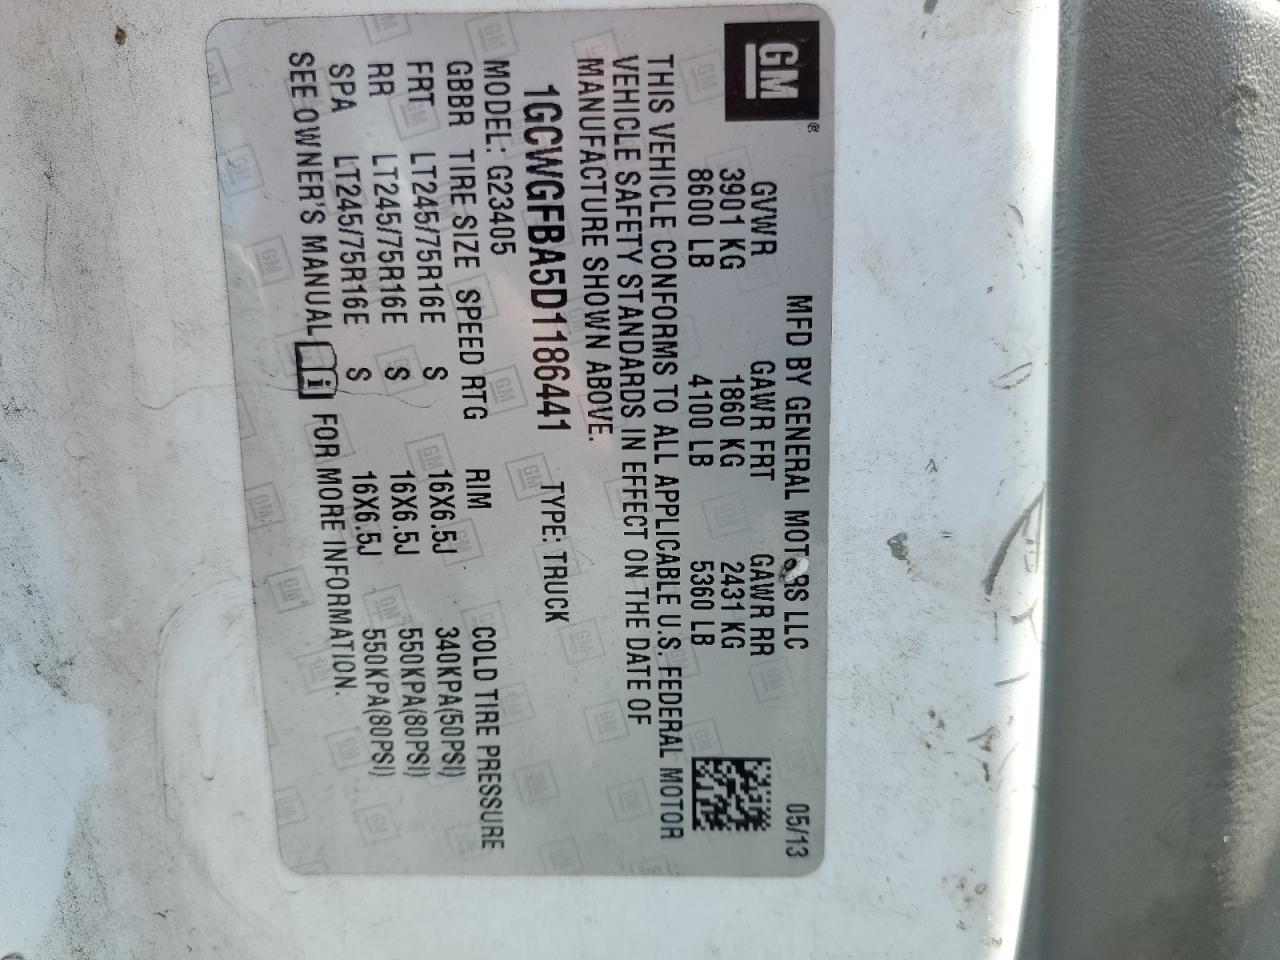 GM®
MFD BY GENERAL MOTORS LLC 05/13
GVWR GAWR FRT GAWR RR
3901 KG 1860 KG 2431 KG
8600 LB 4100 LB 5360 LB
THIS VEHICLE CONFORMS TO ALL APPLICABLE U.S. FEDERAL MOTOR
VEHICLE SAFETY STANDARDS IN EFFECT ON THE DATE OF
MANUFACTURE SHOWN ABOVE.
1GCWGFBA5D1186441 TYPE: TRUCK
MODEL: G23405
GBBR TIRE SIZE SPEED RTG RIM COLD TIRE PRESSURE
FRT LT245/75R16E S 16X6.5J 340KPA(50PSI)
RR LT245/75R16E S 16X6.5J 550KPA(80PSI)
SPA LT245/75R16E S 16X6.5J 550KPA(80PSI)
SEE OWNER'S MANUAL i FOR MORE INFORMATION.